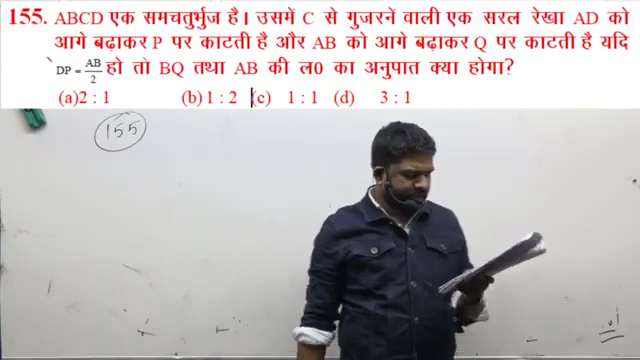 155. ABCD एक समचतुर्भुज है। उसमें C से गुजरनें वाली एक सरल रेखा AD को
आगे बढ़ाकर P पर काटती है और AB को आगे बढ़ाकर Q पर काटती है यदि
DP = AB/2 हो तो BQ तथा AB की ल0 का अनुपात क्या होगा?
(a)2 : 1 (b) 1 : 2 (c) 1 : 1 (d) 3 : 1
155